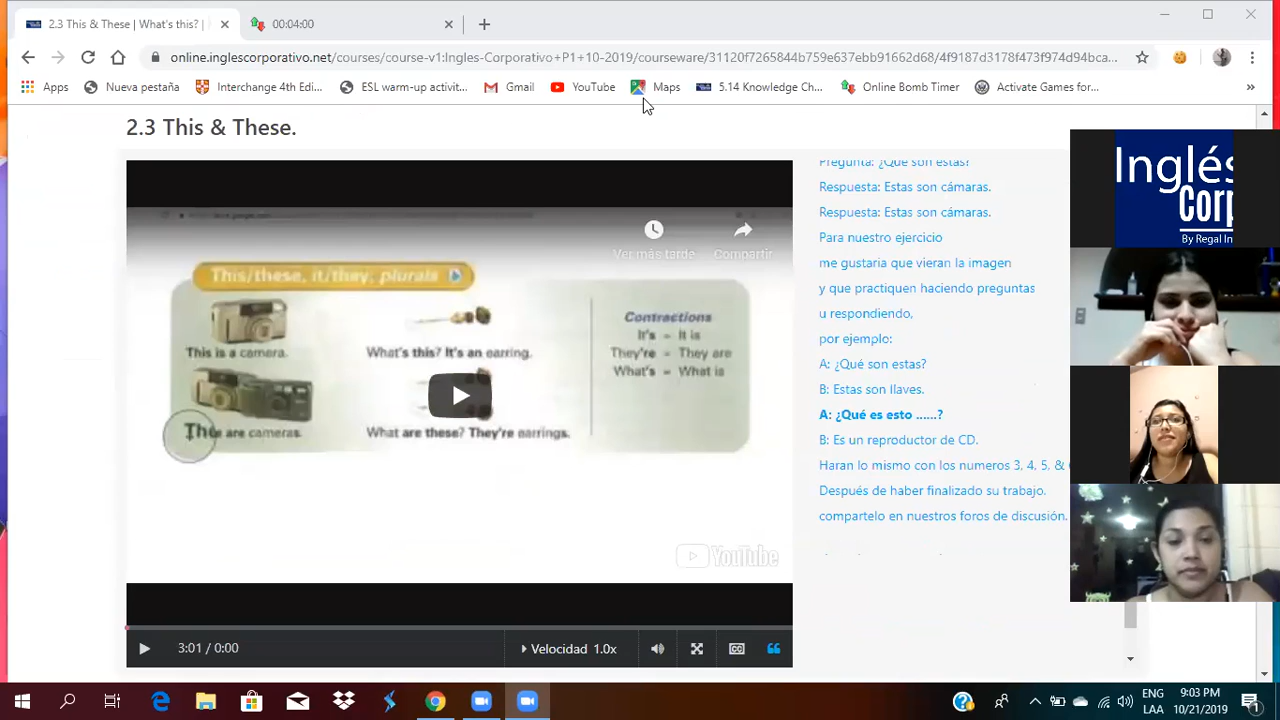 2.3 This & These. | What's this? |
00:04:00
online.inglescorporativo.net/courses/course-v1:Ingles-Corporativo+P1+10-2019/courseware/31120f7265844b759e637ebb91662d68/4f9187d3178f473f974d94bca...
Apps
Nueva pestaña
Interchange 4th Edi...
ESL warm-up activit...
Gmail
YouTube
Maps
5.14 Knowledge Ch...
Online Bomb Timer
Activate Games for...
»
2.3 This & These.
Ver más tarde
Compartir
This/these, it/they; plurals
This is a camera.
What's this? It's an earring.
are cameras.
What are these? They're earrings.
Contractions
It's = It is
They're = They are
What's = What is
YouTube
3:01 / 0:00
Velocidad 1.0x
Pregunta: ¿Qué son estas?
Respuesta: Estas son cámaras.
Respuesta: Estas son cámaras.
Para nuestro ejercicio
me gustaria que vieran la imagen
y que practiquen haciendo preguntas
u respondiendo,
por ejemplo:
A: ¿Qué son estas?
B: Estas son llaves.
A: ¿Qué es esto ......?
B: Es un reproductor de CD.
Haran lo mismo con los numeros 3, 4, 5, &
Después de haber finalizado su trabajo.
compartelo en nuestros foros de discusión.
Inglés
Corp
By Regal In
ENG
LAA
9:03 PM
10/21/2019